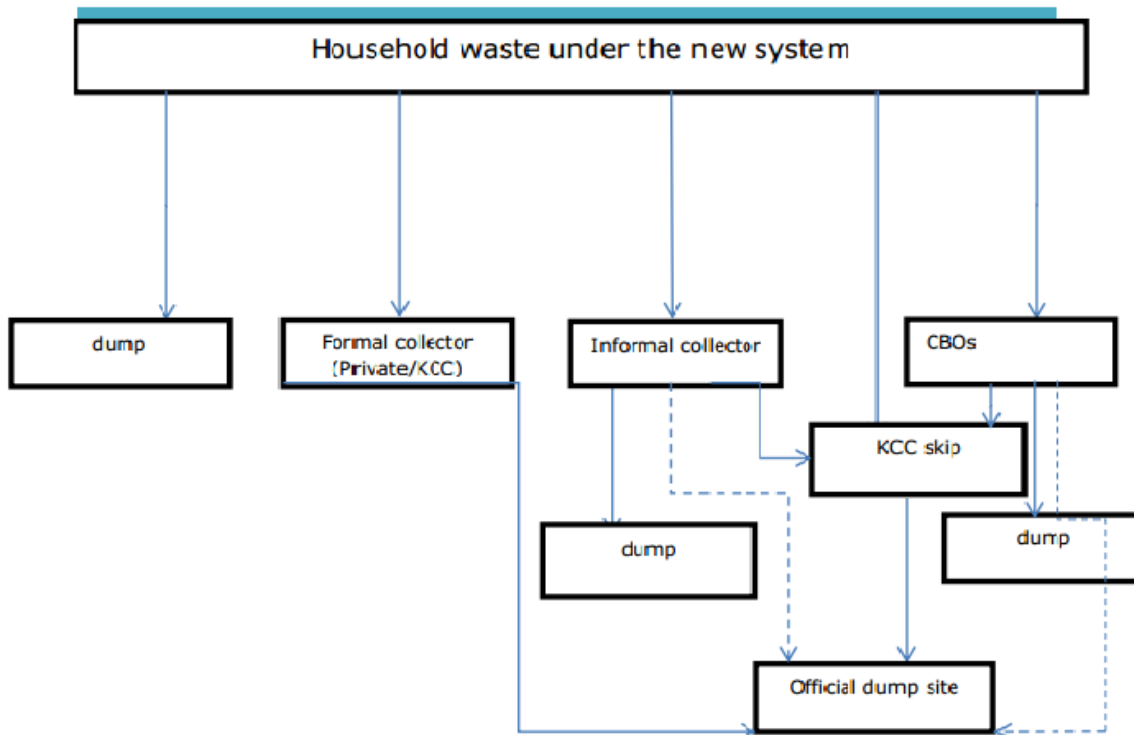 Household waste under the new system
dump
Formal collector
(Private/KCC)
Informal collector
CBOs
KCC skip
dump
dump
Official dump site